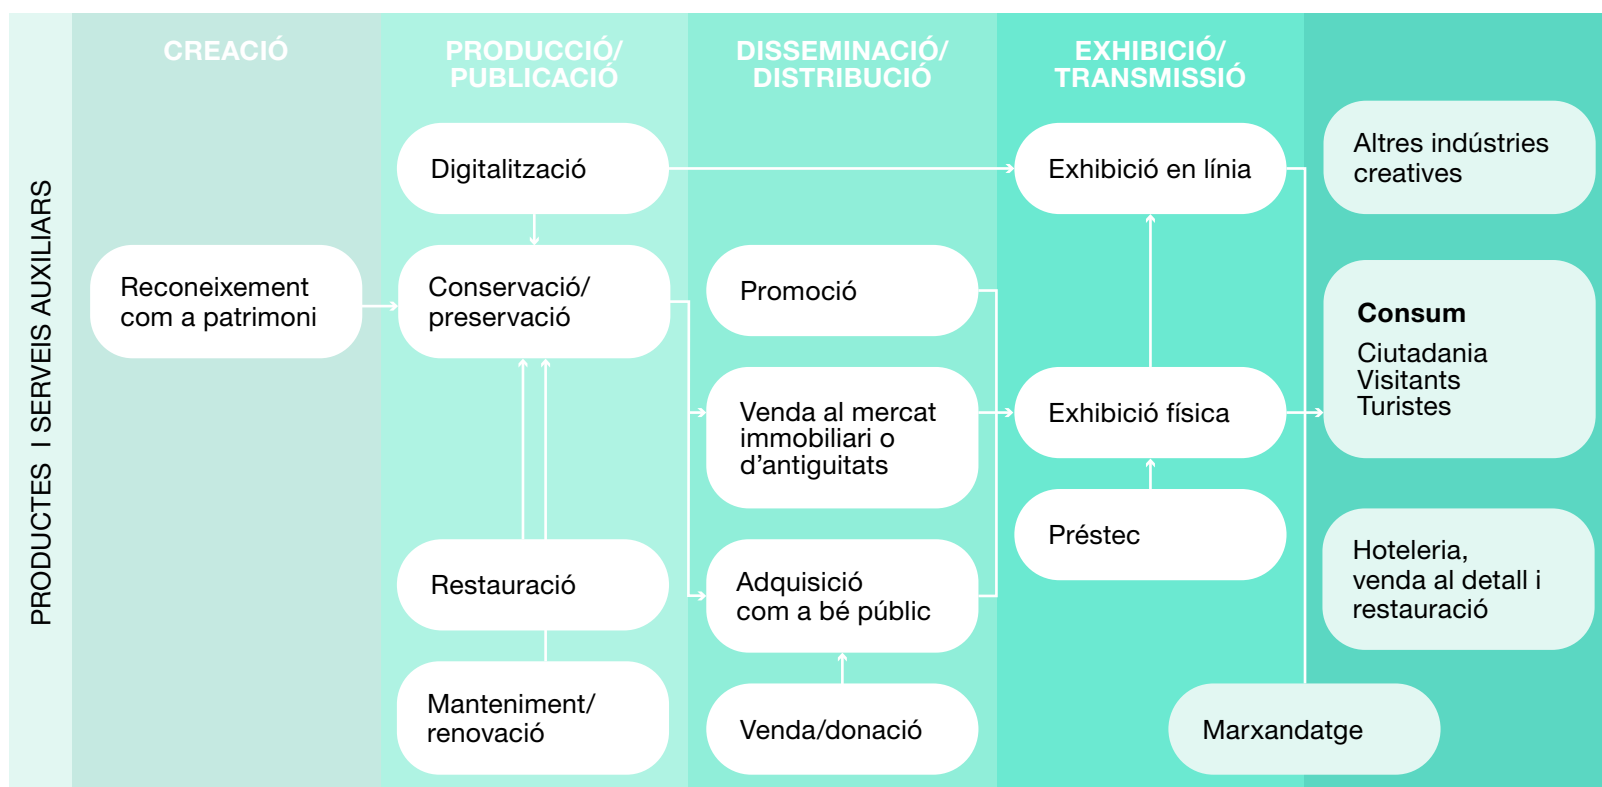 PRODUCTES I SERVEIS AUXILIARS
CREACIÓ
Reconeixement
com a patrimoni
PRODUCCIÓ/
PUBLICACIÓ
Digitalització
Conservació/
preservació
Restauració
Manteniment/
renovació
DISSEMINACIÓ/
DISTRIBUCIÓ
Promoció
Venda al mercat
immobiliari o
d'antiguitats
Adquisició
com a bé públic
Venda/donació
EXHIBICIÓ/
TRANSMISSIÓ
Exhibició en línia
Exhibició física
Préstec
Marxandatge
Altres indústries
creatives
Consum
Ciutadania
Visitants
Turistes
Hoteleria,
venda al detall i
restauració